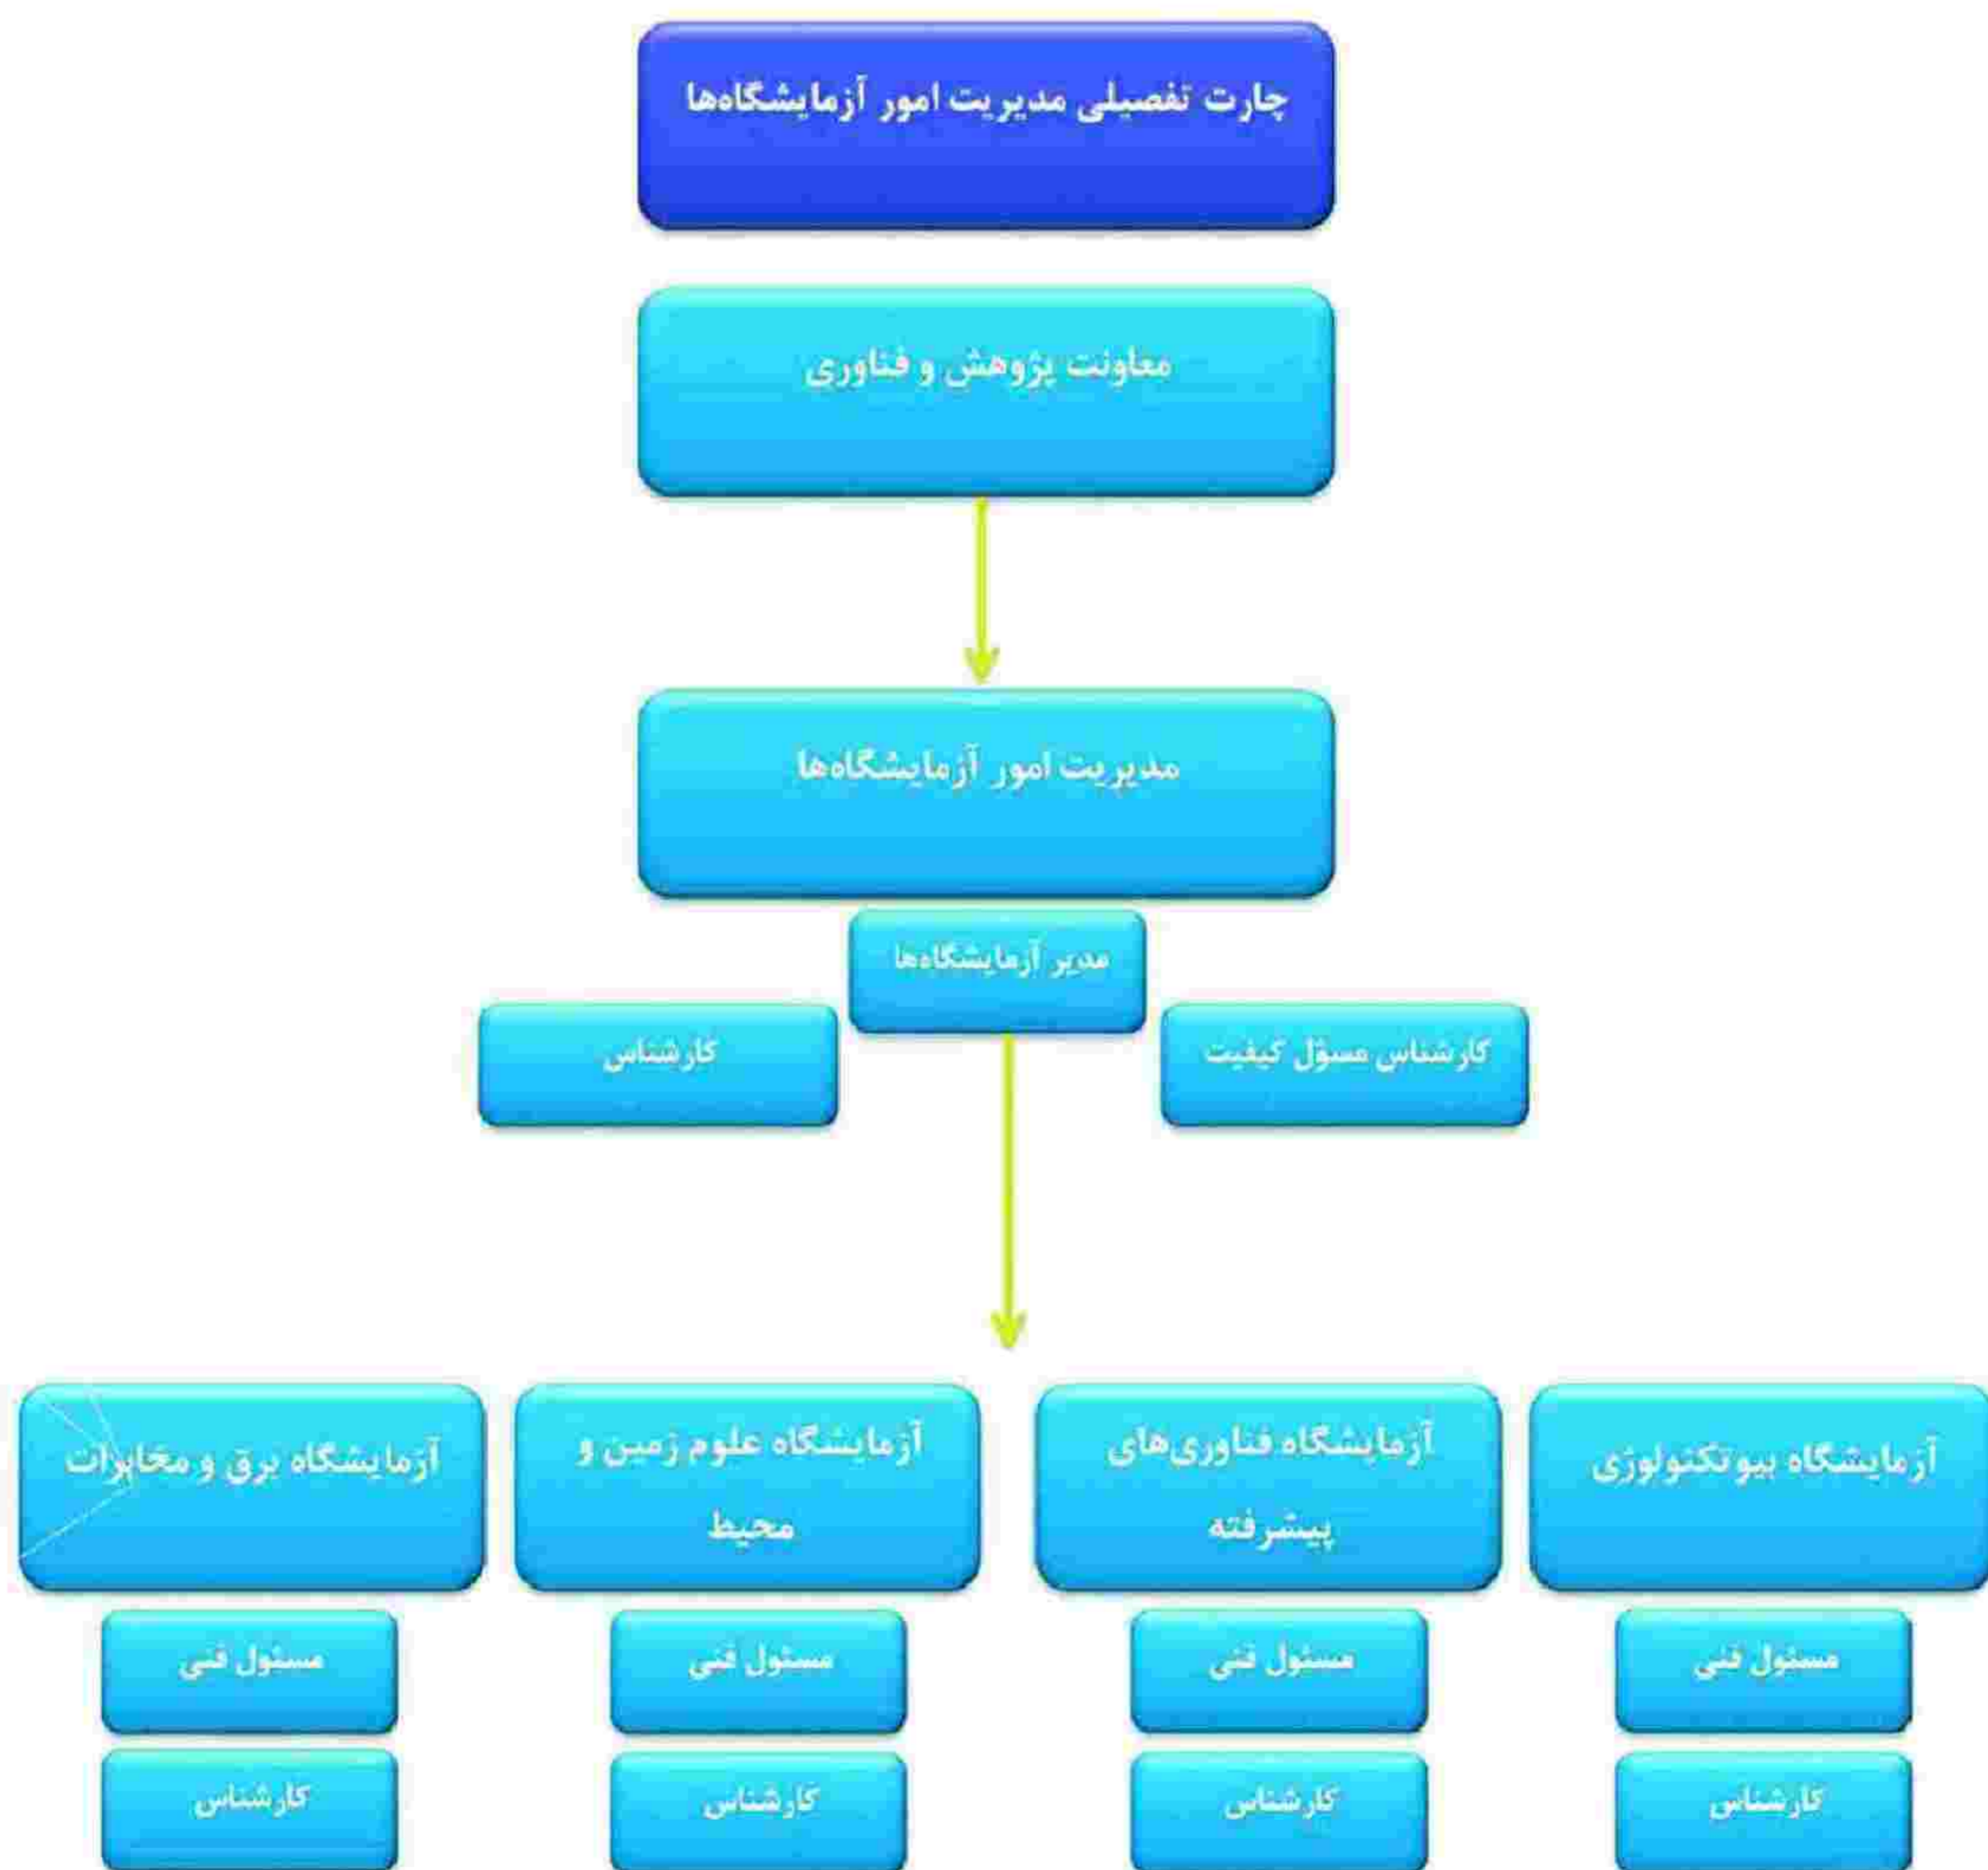 چارت تفصیلی مدیریت امور آزمایشگاه‌ها
معاونت پژوهش و فناوری
مدیریت امور آزمایشگاه‌ها
مدیر آزمایشگاه‌ها
کارشناس مسؤل کیفیت
کارشناس
آزمایشگاه بیوتکنولوژی
آزمایشگاه فناوری‌های
پیشرفته
آزمایشگاه علوم زمین و
محیط
آزمایشگاه برق و مخابرات
مسئول فنی
مسئول فنی
مسئول فنی
مسئول فنی
کارشناس
کارشناس
کارشناس
کارشناس